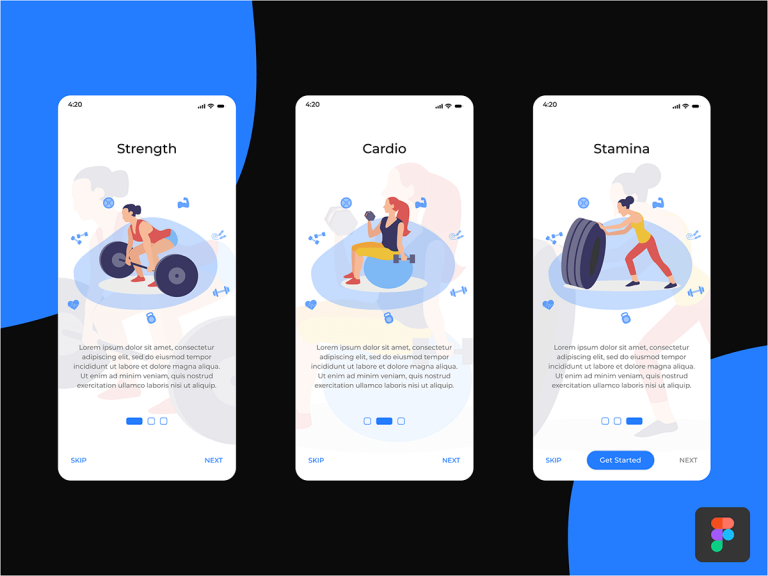 4:20
Strength
Lorem ipsum dolor sit amet, consectetur
adipiscing elit, sed do eiusmod tempor
incididunt ut labore et dolore magna aliqua.
Ut enim ad minim veniam, quis nostrud
exercitation ullamco laboris nisi ut aliquip.
SKIP
NEXT
4:20
Cardio
Lorem ipsum dolor sit amet, consectetur
adipiscing elit, sed do eiusmod tempor
incididunt ut labore et dolore magna aliqua.
Ut enim ad minim veniam, quis nostrud
exercitation ullamco laboris nisi ut aliquip.
SKIP
NEXT
4:20
Stamina
Lorem ipsum dolor sit amet, consectetur
adipiscing elit, sed do eiusmod tempor
incididunt ut labore et dolore magna aliqua.
Ut enim ad minim veniam, quis nostrud
exercitation ullamco laboris nisi ut aliquip.
SKIP
Get Started
NEXT